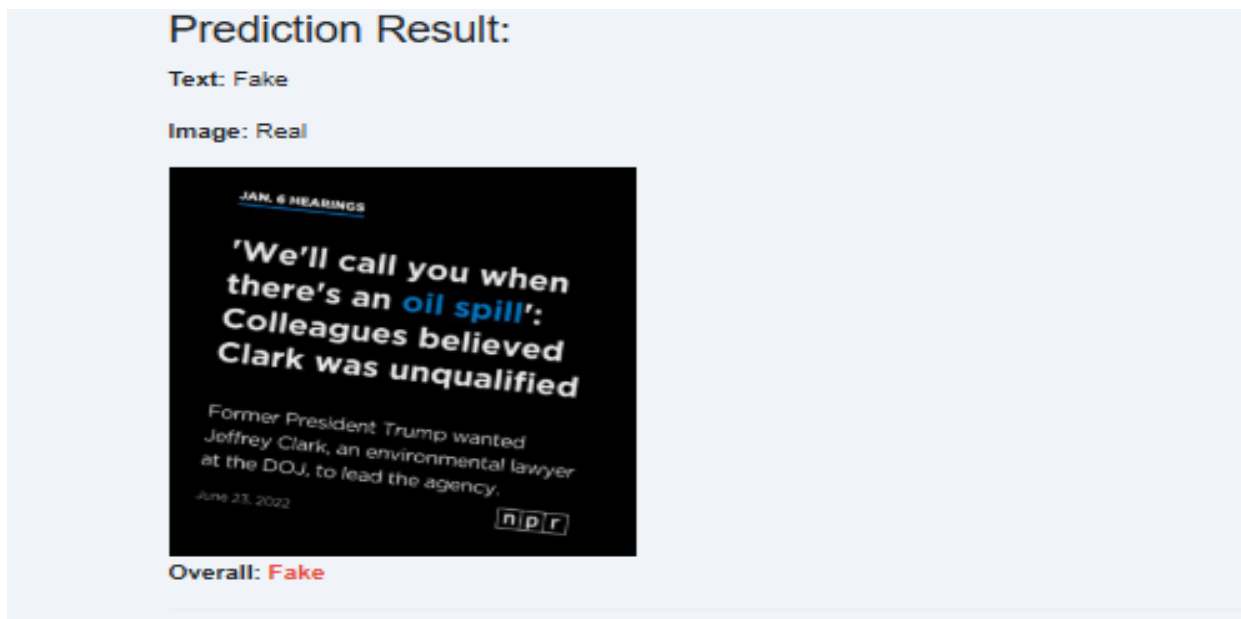 Prediction Result:
Text: Fake
Image: Real
JAN. 6 HEARINGS
'We'll call you when
there's an oil spill':
Colleagues believed
Clark was unqualified
Former President Trump wanted
Jeffrey Clark, an environmental lawyer
at the DOJ, to lead the agency.
June 23, 2022
npr
Overall: Fake